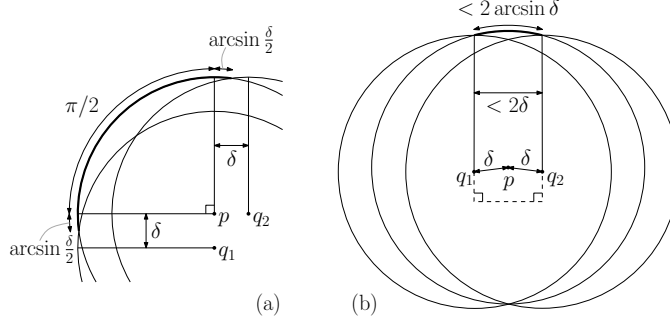 arcsin δ/2
π/2
δ
p
q₂
δ
q₁
arcsin δ/2
(a)
< 2 arcsin δ
< 2δ
δ
δ
q₁
p
q₂
(b)